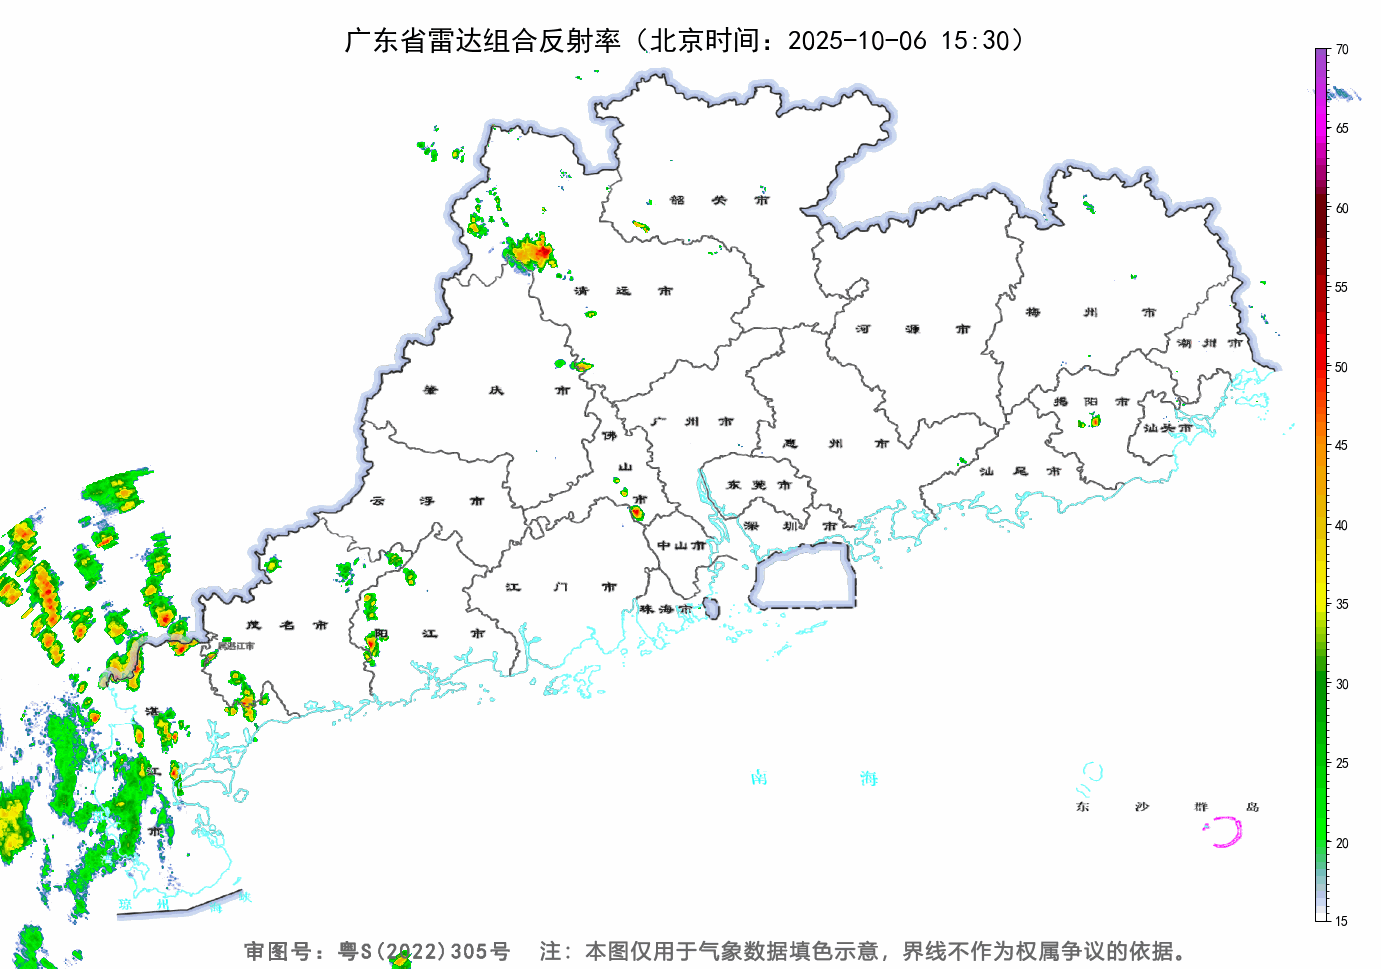 广东省雷达组合反射率（北京时间：2025-10-06 15:30）
70
65
60
55
50
45
40
35
30
25
20
15
韶关市
清远市
河源市
梅州市
潮州市
肇庆市
广州市
佛山市
揭阳市
汕头市
惠州市
汕尾市
云浮市
东莞市
深圳市
中山市
江门市
珠海市
茂名市
阳江市
属湛江市
湛江市
南海
东沙群岛
琼州海峡
审图号：粤S(2022)305号 注：本图仅用于气象数据填色示意，界线不作为权属争议的依据。